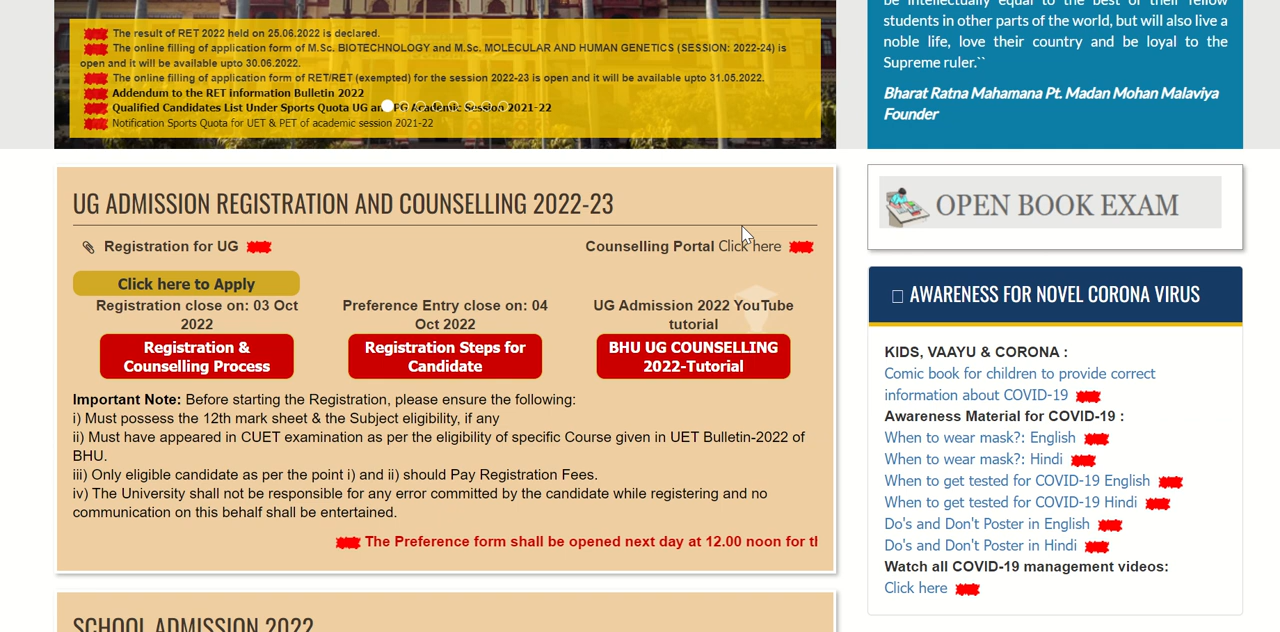 be intellectually equal to the best of their fellow
students in other parts of the world, but will also live a
noble life, love their country and be loyal to the
Supreme ruler.``
Bharat Ratna Mahamana Pt. Madan Mohan Malaviya
Founder
The result of RET 2022 held on 25.06.2022 is declared.
The online filling of application form of M.Sc. BIOTECHNOLOGY and M.Sc. MOLECULAR AND HUMAN GENETICS (SESSION: 2022-24) is
open and it will be available upto 30.06.2022.
The online filling of application form of RET/RET (exempted) for the session 2022-23 is open and it will be available upto 31.05.2022.
Addendum to the RET information Bulletin 2022
Qualified Candidates List Under Sports Quota UG and PG Academic Session 2021-22
Notification Sports Quota for UET & PET of academic session 2021-22
UG ADMISSION REGISTRATION AND COUNSELLING 2022-23
Registration for UG
Counselling Portal Click here
Click here to Apply
Registration close on: 03 Oct
2022
Preference Entry close on: 04
Oct 2022
UG Admission 2022 YouTube
tutorial
Registration &
Counselling Process
Registration Steps for
Candidate
BHU UG COUNSELLING
2022-Tutorial
Important Note: Before starting the Registration, please ensure the following:
i) Must possess the 12th mark sheet & the Subject eligibility, if any
ii) Must have appeared in CUET examination as per the eligibility of specific Course given in UET Bulletin-2022 of
BHU.
iii) Only eligible candidate as per the point i) and ii) should Pay Registration Fees.
iv) The University shall not be responsible for any error committed by the candidate while registering and no
communication on this behalf shall be entertained.
The Preference form shall be opened next day at 12.00 noon for
SCHOOL ADMISSION 2022
OPEN BOOK EXAM
AWARENESS FOR NOVEL CORONA VIRUS
KIDS, VAAYU & CORONA :
Comic book for children to provide correct
information about COVID-19
Awareness Material for COVID-19 :
When to wear mask?: English
When to wear mask?: Hindi
When to get tested for COVID-19 English
When to get tested for COVID-19 Hindi
Do's and Don't Poster in English
Do's and Don't Poster in Hindi
Watch all COVID-19 management videos:
Click here